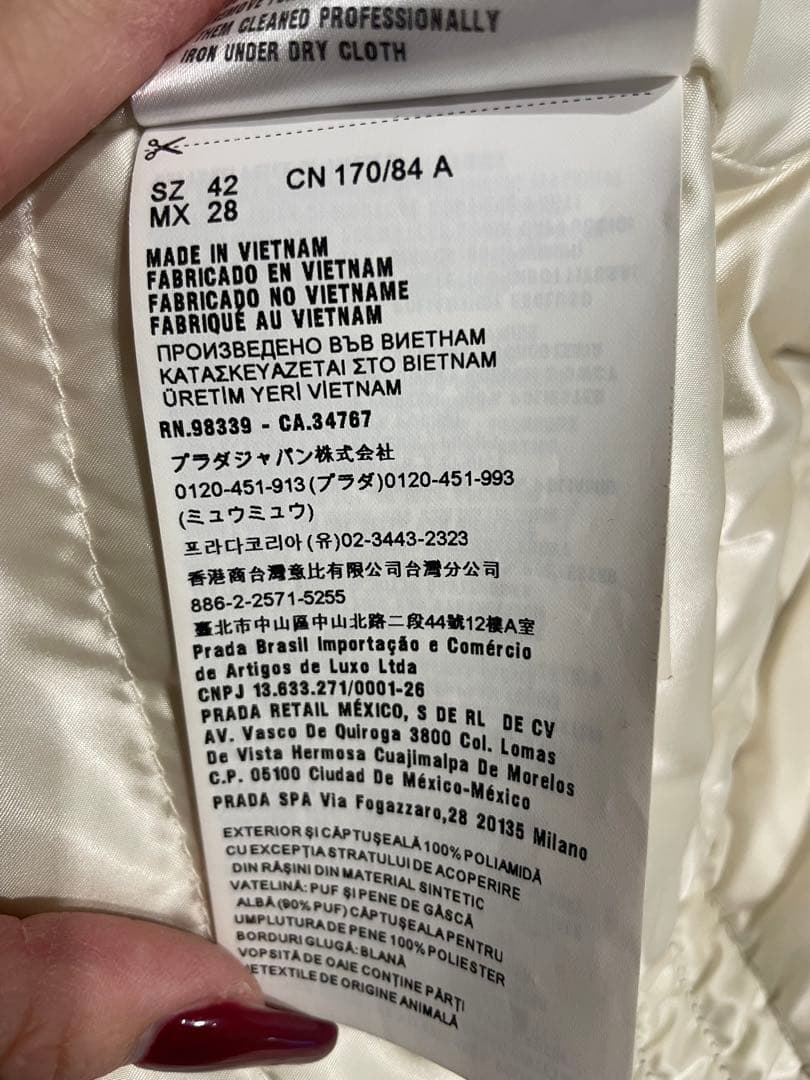 THEM CLEANED PROFESSIONALLY
IRON UNDER DRY CLOTH
SZ 42 CN 170/84 A
MX 28
MADE IN VIETNAM
FABRICADO EN VIETNAM
FABRICADO NO VIETNAME
FABRIQUÉ AU VIETNAM
ПРОИЗВЕДЕНО ВЪВ ВИЕТНАМ
ΚΑΤΑΣΚΕΥΑΖΕΤΑΙ ΣΤΟ ΒΙΕΤΝΑΜ
ÜRETİM YERİ VİETNAM
RN.98339 - CA.34767
プラダジャパン株式会社
0120-451-913(プラダ)0120-451-993
(ミュウミュウ)
프라다코리아(유)02-3443-2323
香港商台灣意比有限公司台灣分公司
886-2-2571-5255
臺北市中山區中山北路二段44號12樓A室
Prada Brasil Importação e Comércio
de Artigos de Luxo Ltda
CNPJ 13.633.271/0001-26
PRADA RETAIL MÉXICO, S DE RL DE CV
AV. Vasco De Quiroga 3800 Col. Lomas
De Vista Hermosa Cuajimalpa De Morelos
C.P. 05100 Ciudad De México-México
PRADA SPA Via Fogazzaro,28 20135 Milano
EXTERIOR ȘI CĂPTUȘEALĂ 100% POLIAMIDĂ
CU EXCEPȚIA STRATULUI DE ACOPERIRE
DIN RĂȘINI DIN MATERIAL SINTETIC
VATELINĂ: PUF ȘI PENE DE GÂSCĂ
ALBĂ (90% PUF) CĂPTUȘEALA PENTRU
UMPLUTURA DE PENE 100% POLIESTER
BORDURI GLUGĂ: BLANĂ
VOPSITĂ DE OAIE CONȚINE PĂRȚI
NETEXTILE DE ORIGINE ANIMALĂ